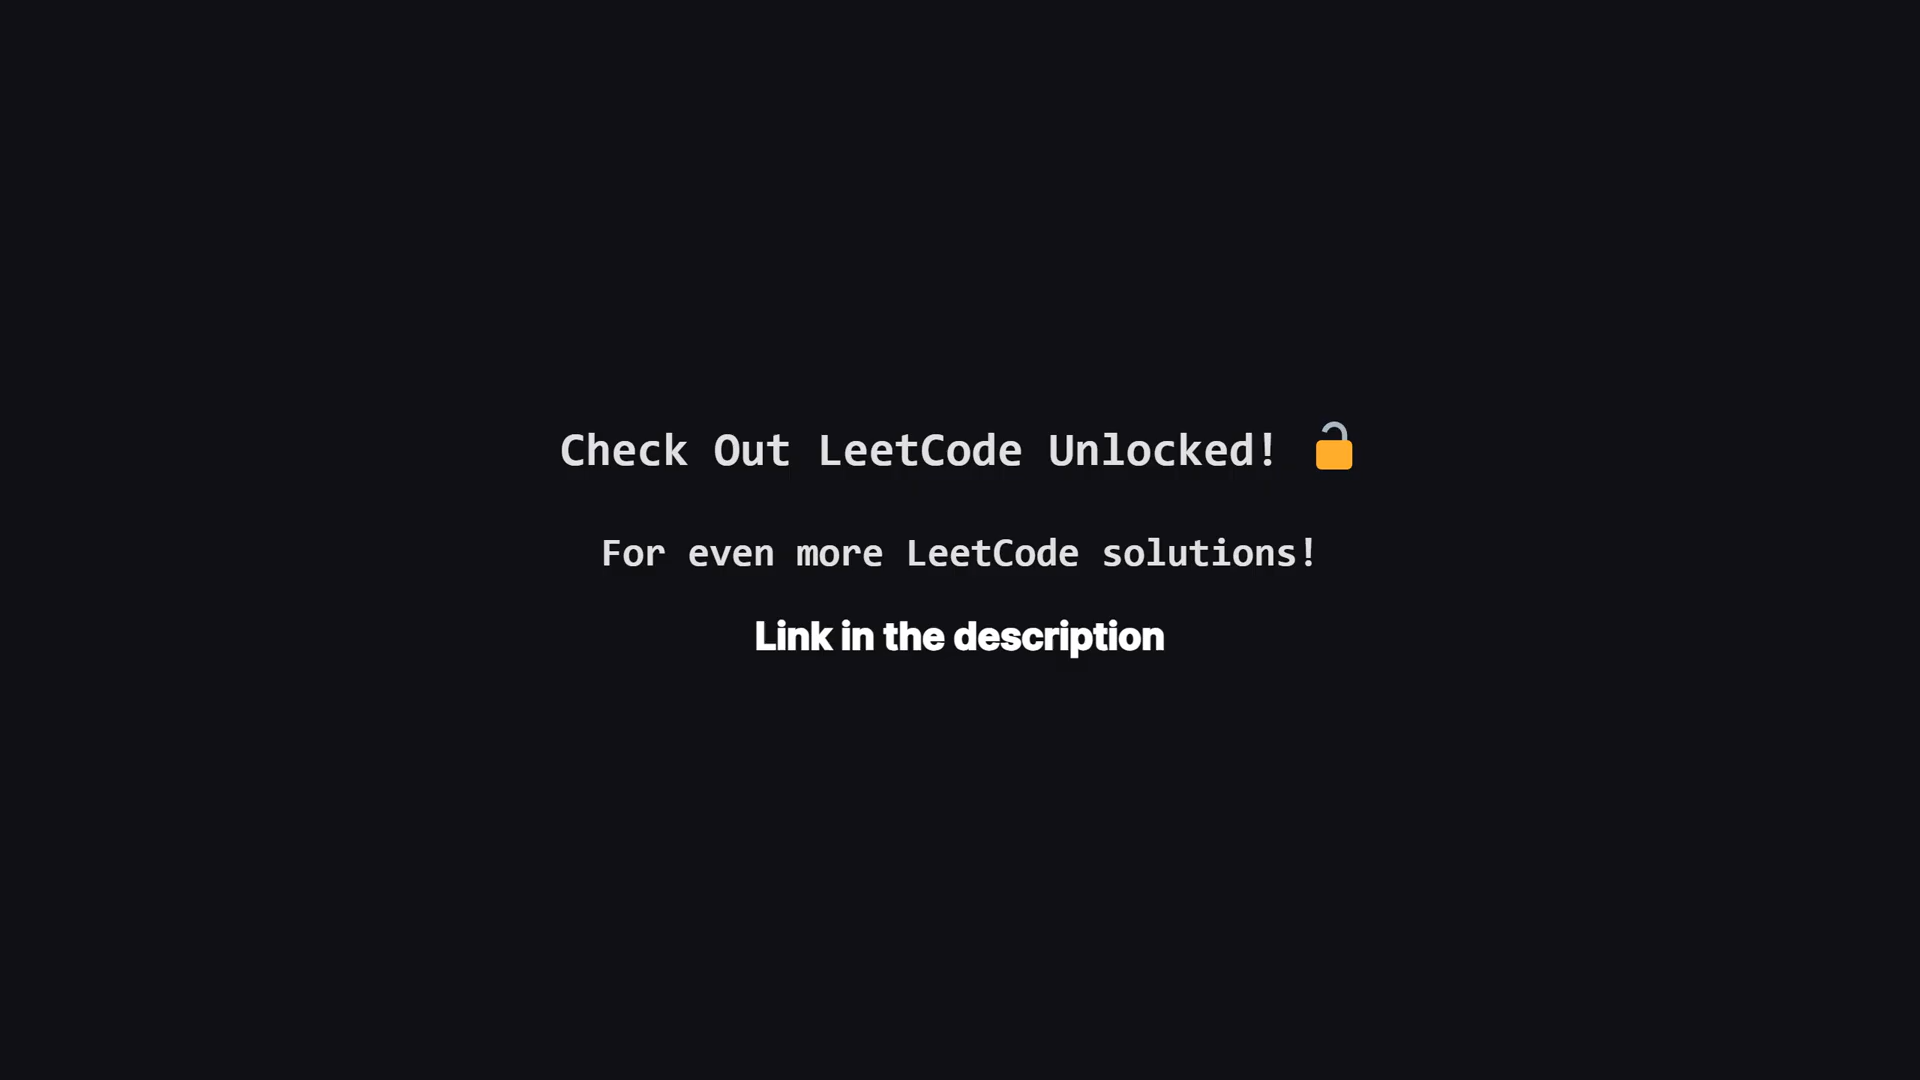 Check Out LeetCode Unlocked! 🔓
For even more LeetCode solutions!
Link in the description